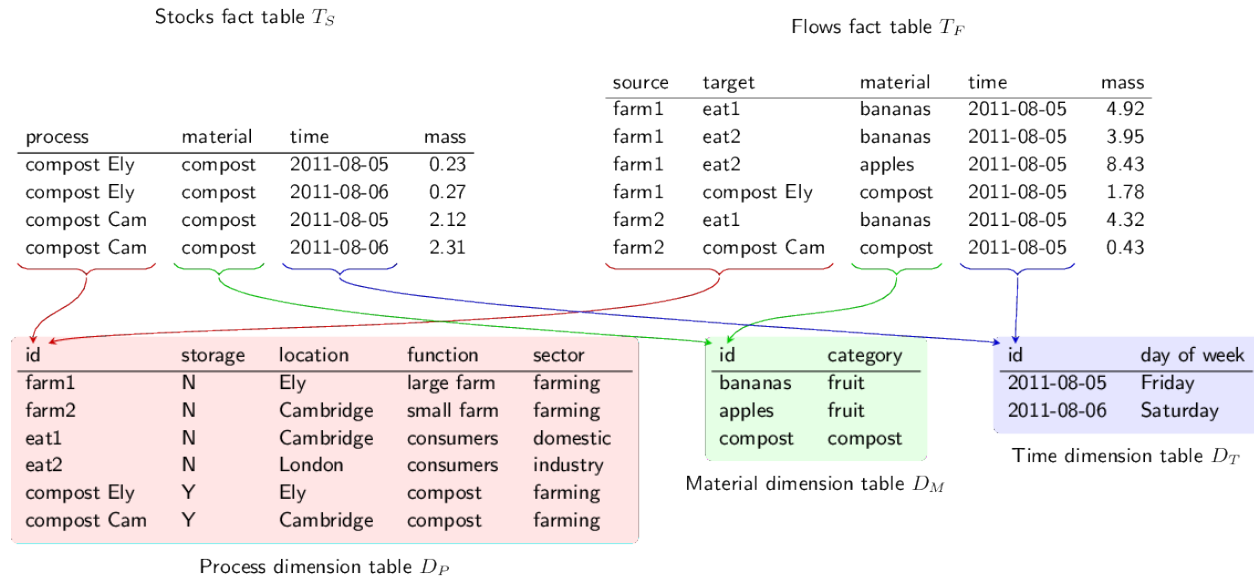 Stocks fact table T_S
Flows fact table T_F
process material time mass
compost Ely compost 2011-08-05 0.23
compost Ely compost 2011-08-06 0.27
compost Cam compost 2011-08-05 2.12
compost Cam compost 2011-08-06 2.31
source target material time mass
farm1 eat1 bananas 2011-08-05 4.92
farm1 eat2 bananas 2011-08-05 3.95
farm1 eat2 apples 2011-08-05 8.43
farm1 compost Ely compost 2011-08-05 1.78
farm2 eat1 bananas 2011-08-05 4.32
farm2 compost Cam compost 2011-08-05 0.43
id storage location function sector
farm1 N Ely large farm farming
farm2 N Cambridge small farm farming
eat1 N Cambridge consumers domestic
eat2 N London consumers industry
compost Ely Y Ely compost farming
compost Cam Y Cambridge compost farming
Process dimension table D_P
id category
bananas fruit
apples fruit
compost compost
Material dimension table D_M
id day of week
2011-08-05 Friday
2011-08-06 Saturday
Time dimension table D_T